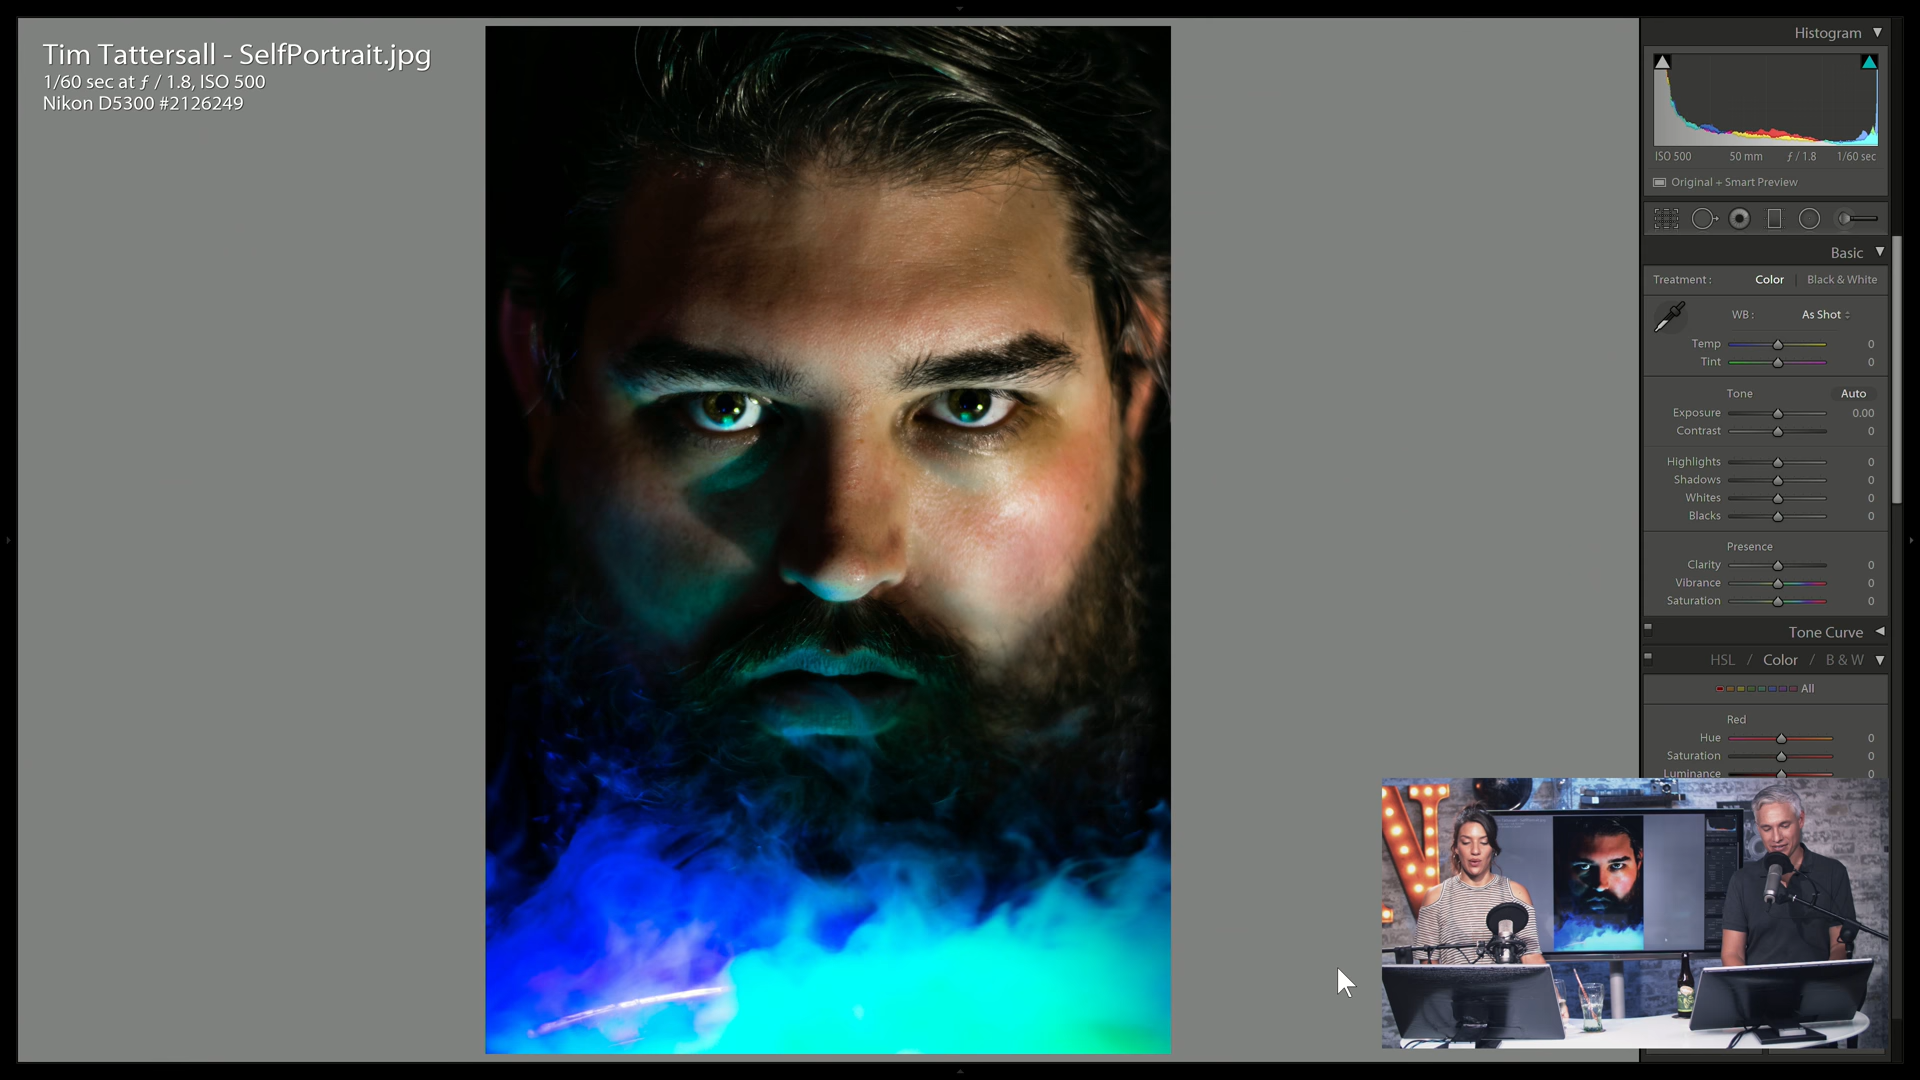 Tim Tattersall - SelfPortrait.jpg
1/60 sec at ƒ / 1.8, ISO 500
Nikon D5300 #2126249
Histogram
ISO 500 50 mm ƒ / 1.8 1/60 sec
Original + Smart Preview
Basic
Treatment : Color Black & White
WB : As Shot
Temp 0
Tint 0
Tone Auto
Exposure 0.00
Contrast 0
Highlights 0
Shadows 0
Whites 0
Blacks 0
Presence
Clarity 0
Vibrance 0
Saturation 0
Tone Curve
HSL / Color / B & W
All
Red
Hue 0
Saturation 0
Luminance 0
N